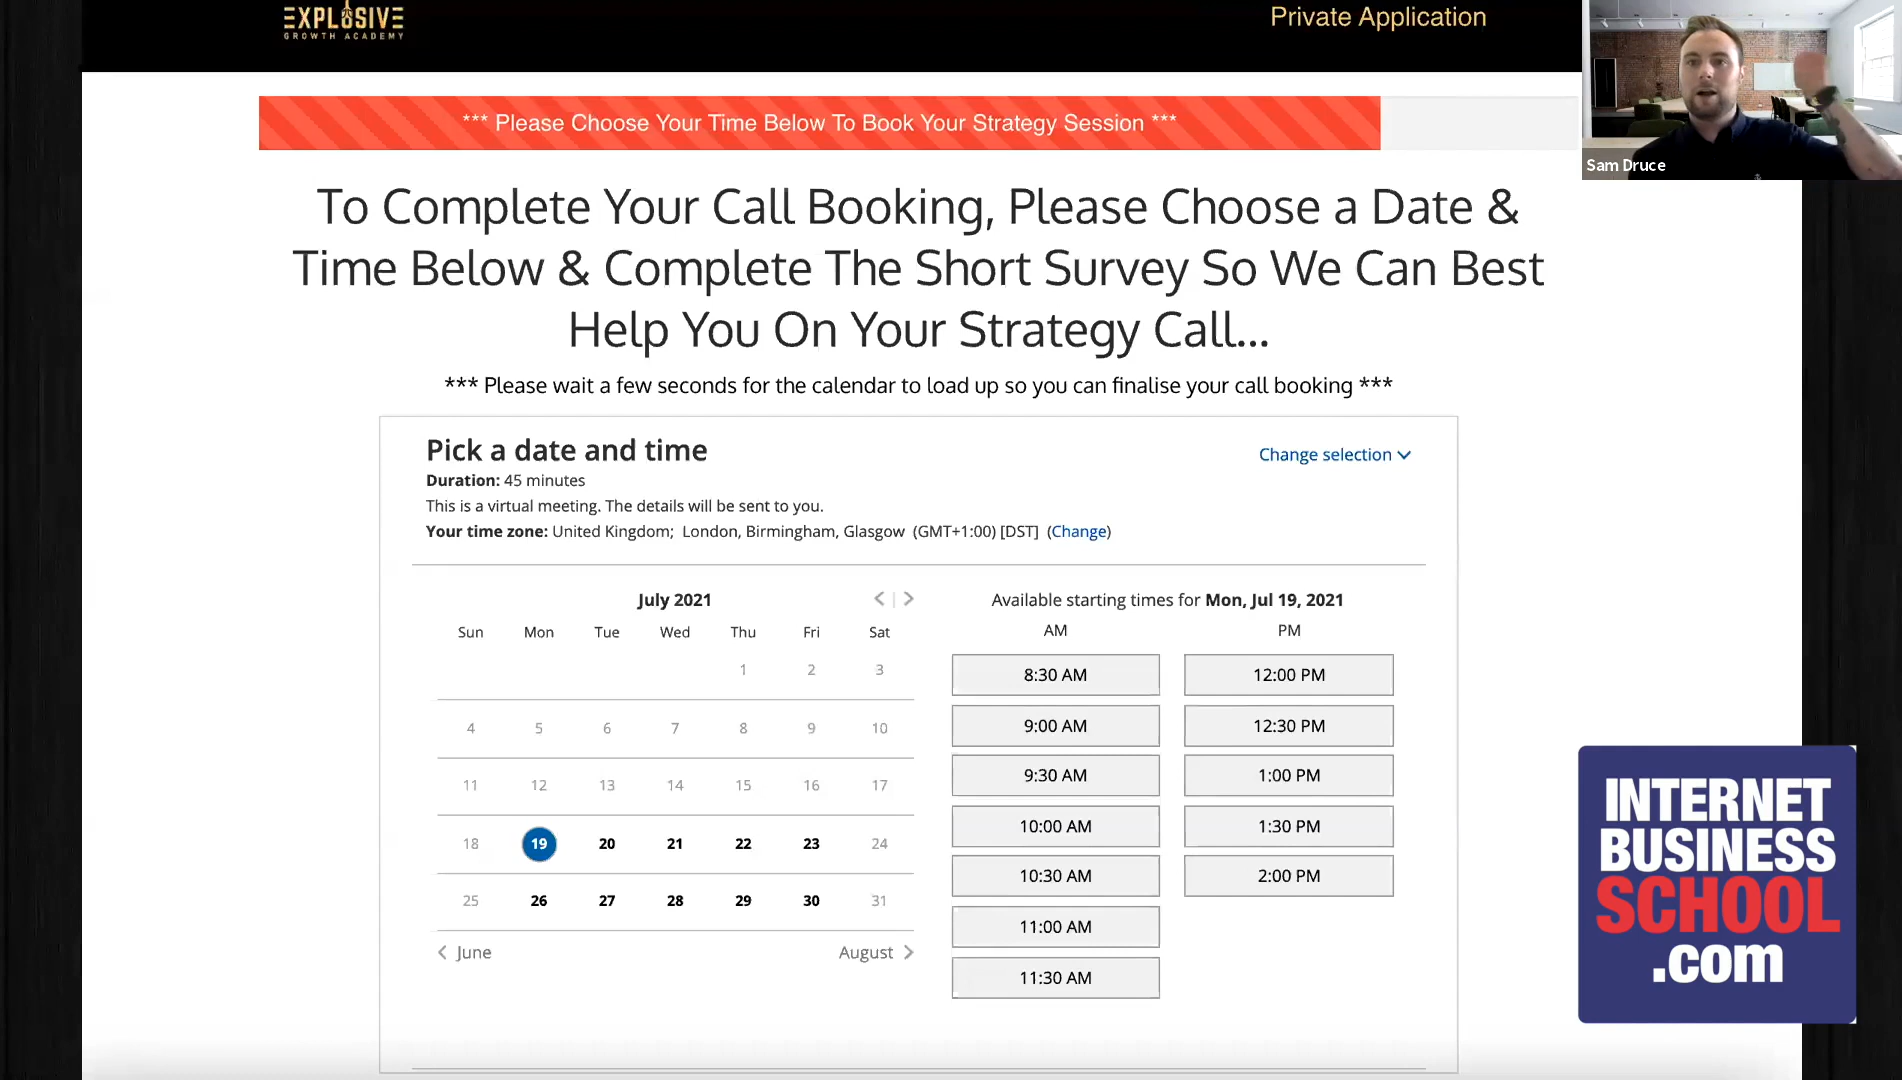 EXPLOSIVE
GROWTH ACADEMY
Private Application
Sam Druce
*** Please Choose Your Time Below To Book Your Strategy Session ***
To Complete Your Call Booking, Please Choose a Date &
Time Below & Complete The Short Survey So We Can Best
Help You On Your Strategy Call...
*** Please wait a few seconds for the calendar to load up so you can finalise your call booking ***
Pick a date and time
Change selection
Duration: 45 minutes
This is a virtual meeting. The details will be sent to you.
Your time zone: United Kingdom; London, Birmingham, Glasgow (GMT+1:00) [DST] (Change)
July 2021
Sun Mon Tue Wed Thu Fri Sat
1 2 3
4 5 6 7 8 9 10
11 12 13 14 15 16 17
18 19 20 21 22 23 24
25 26 27 28 29 30 31
June August
Available starting times for Mon, Jul 19, 2021
AM PM
8:30 AM 12:00 PM
9:00 AM 12:30 PM
9:30 AM 1:00 PM
10:00 AM 1:30 PM
10:30 AM 2:00 PM
11:00 AM
11:30 AM
INTERNET
BUSINESS
SCHOOL
.com